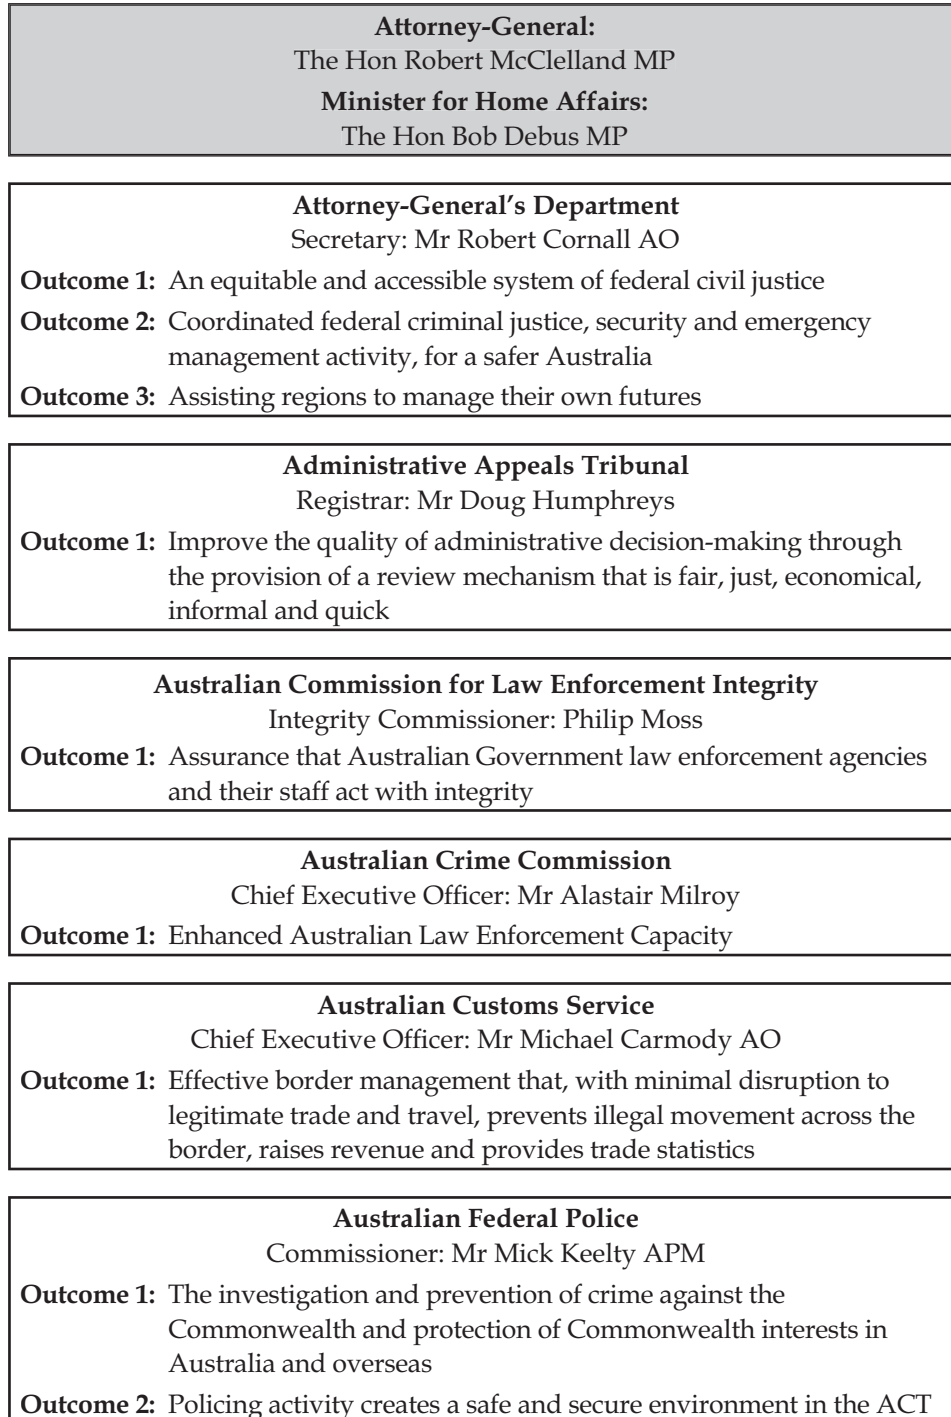 Attorney-General:
The Hon Robert McClelland MP
Minister for Home Affairs:
The Hon Bob Debus MP
Attorney-General’s Department
Secretary: Mr Robert Cornall AO
Outcome 1: An equitable and accessible system of federal civil justice
Outcome 2: Coordinated federal criminal justice, security and emergency
management activity, for a safer Australia
Outcome 3: Assisting regions to manage their own futures
Administrative Appeals Tribunal
Registrar: Mr Doug Humphreys
Outcome 1: Improve the quality of administrative decision-making through
the provision of a review mechanism that is fair, just, economical,
informal and quick
Australian Commission for Law Enforcement Integrity
Integrity Commissioner: Philip Moss
Outcome 1: Assurance that Australian Government law enforcement agencies
and their staff act with integrity
Australian Crime Commission
Chief Executive Officer: Mr Alastair Milroy
Outcome 1: Enhanced Australian Law Enforcement Capacity
Australian Customs Service
Chief Executive Officer: Mr Michael Carmody AO
Outcome 1: Effective border management that, with minimal disruption to
legitimate trade and travel, prevents illegal movement across the
border, raises revenue and provides trade statistics
Australian Federal Police
Commissioner: Mr Mick Keelty APM
Outcome 1: The investigation and prevention of crime against the
Commonwealth and protection of Commonwealth interests in
Australia and overseas
Outcome 2: Policing activity creates a safe and secure environment in the ACT